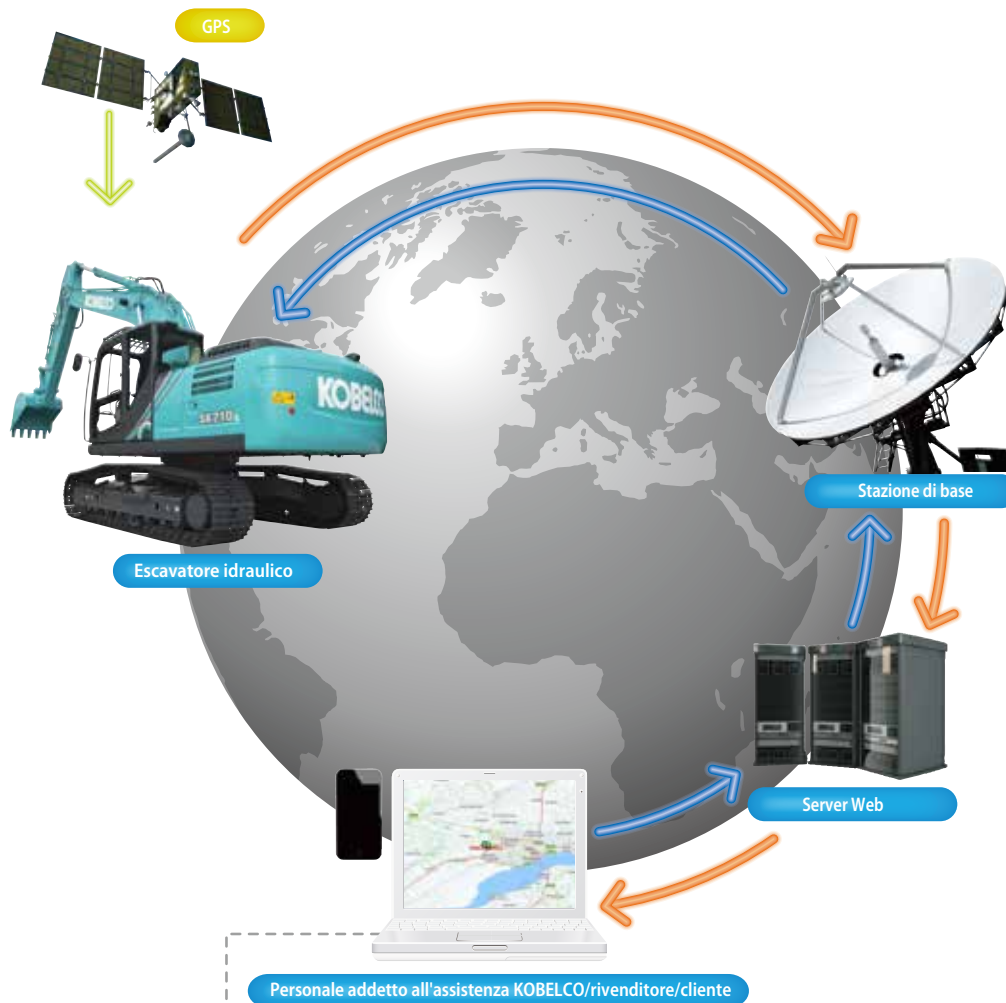 GPS
KOBELCO
KOBELCO
SK210
Stazione di base
Escavatore idraulico
Server Web
Personale addetto all'assistenza KOBELCO/rivenditore/cliente